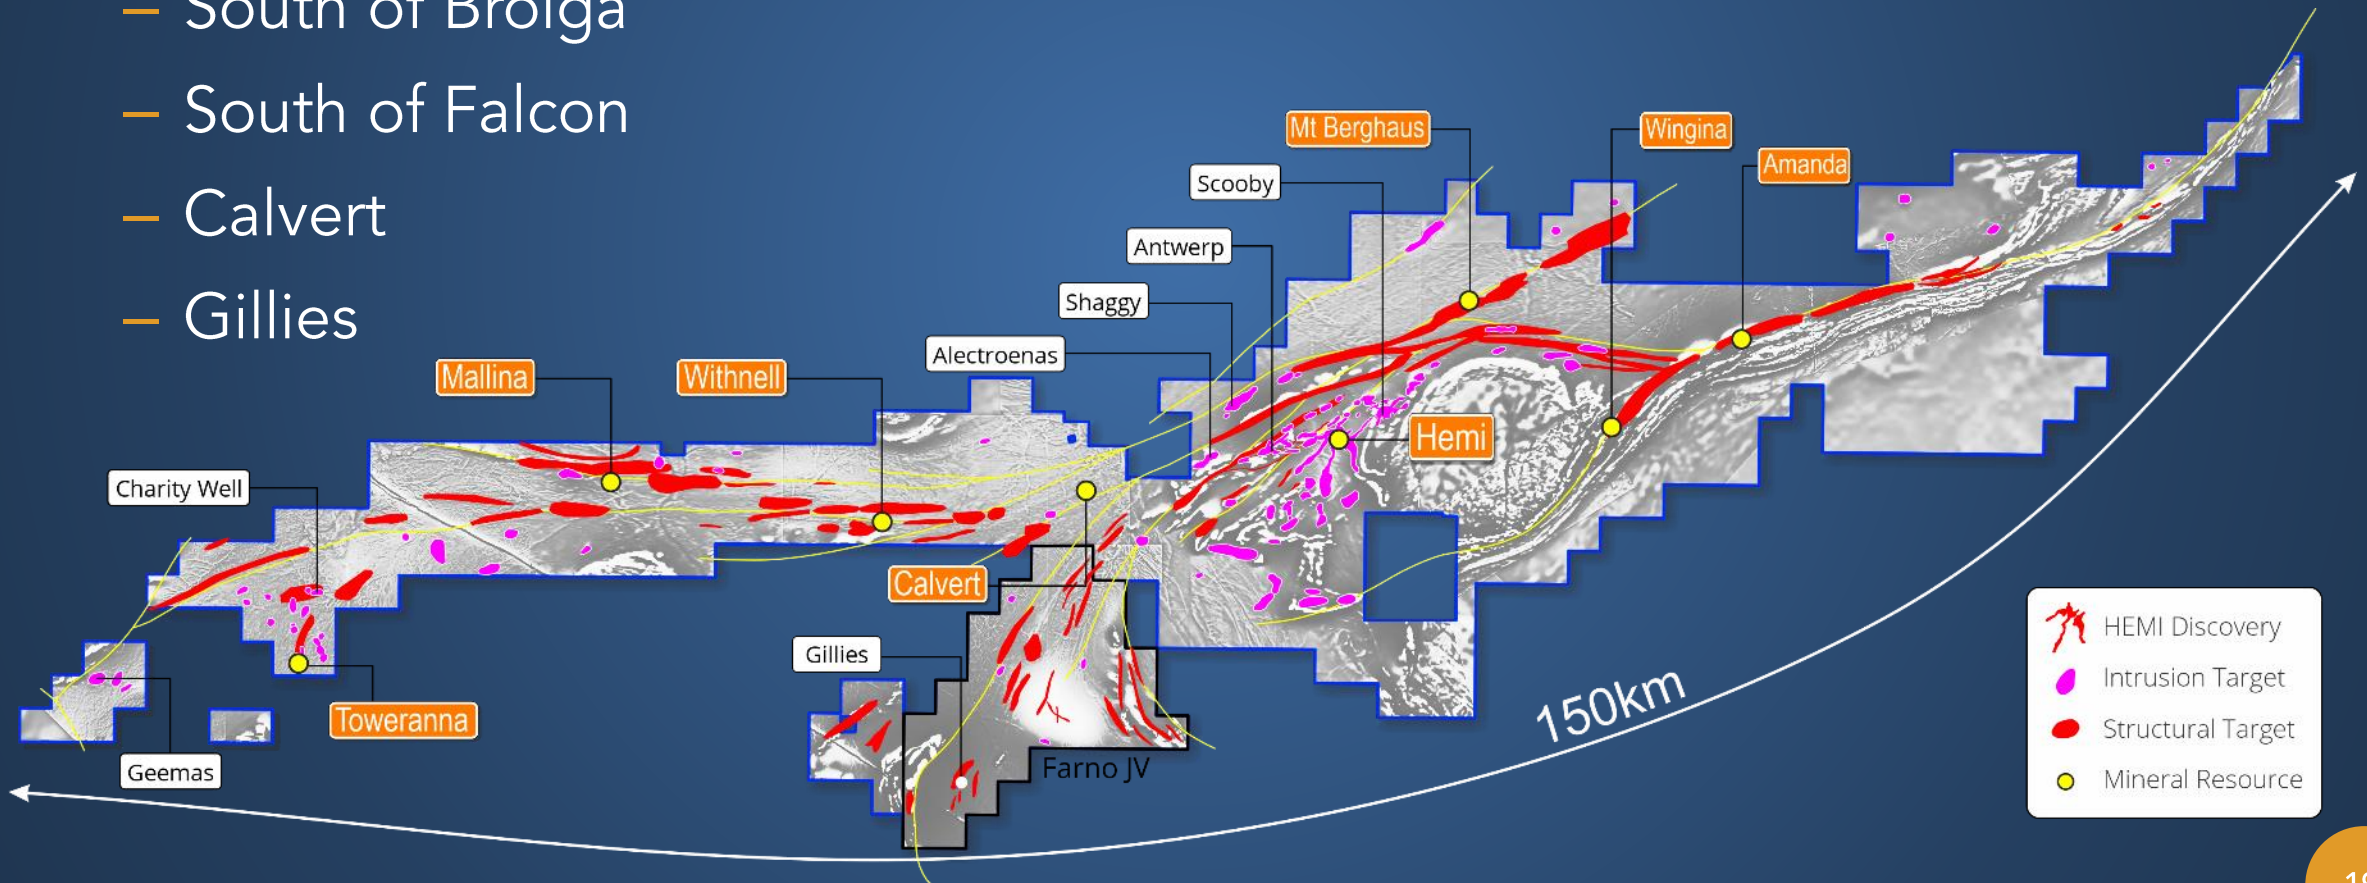 – South of Brolga
– South of Falcon
– Calvert
– Gillies
Mt Berghaus
Wingina
Amanda
Scooby
Antwerp
Shaggy
Alectroenas
Mallina
Withnell
Hemi
Charity Well
Calvert
Gillies
Toweranna
Geemas
Farno JV
150km
HEMI Discovery
Intrusion Target
Structural Target
Mineral Resource